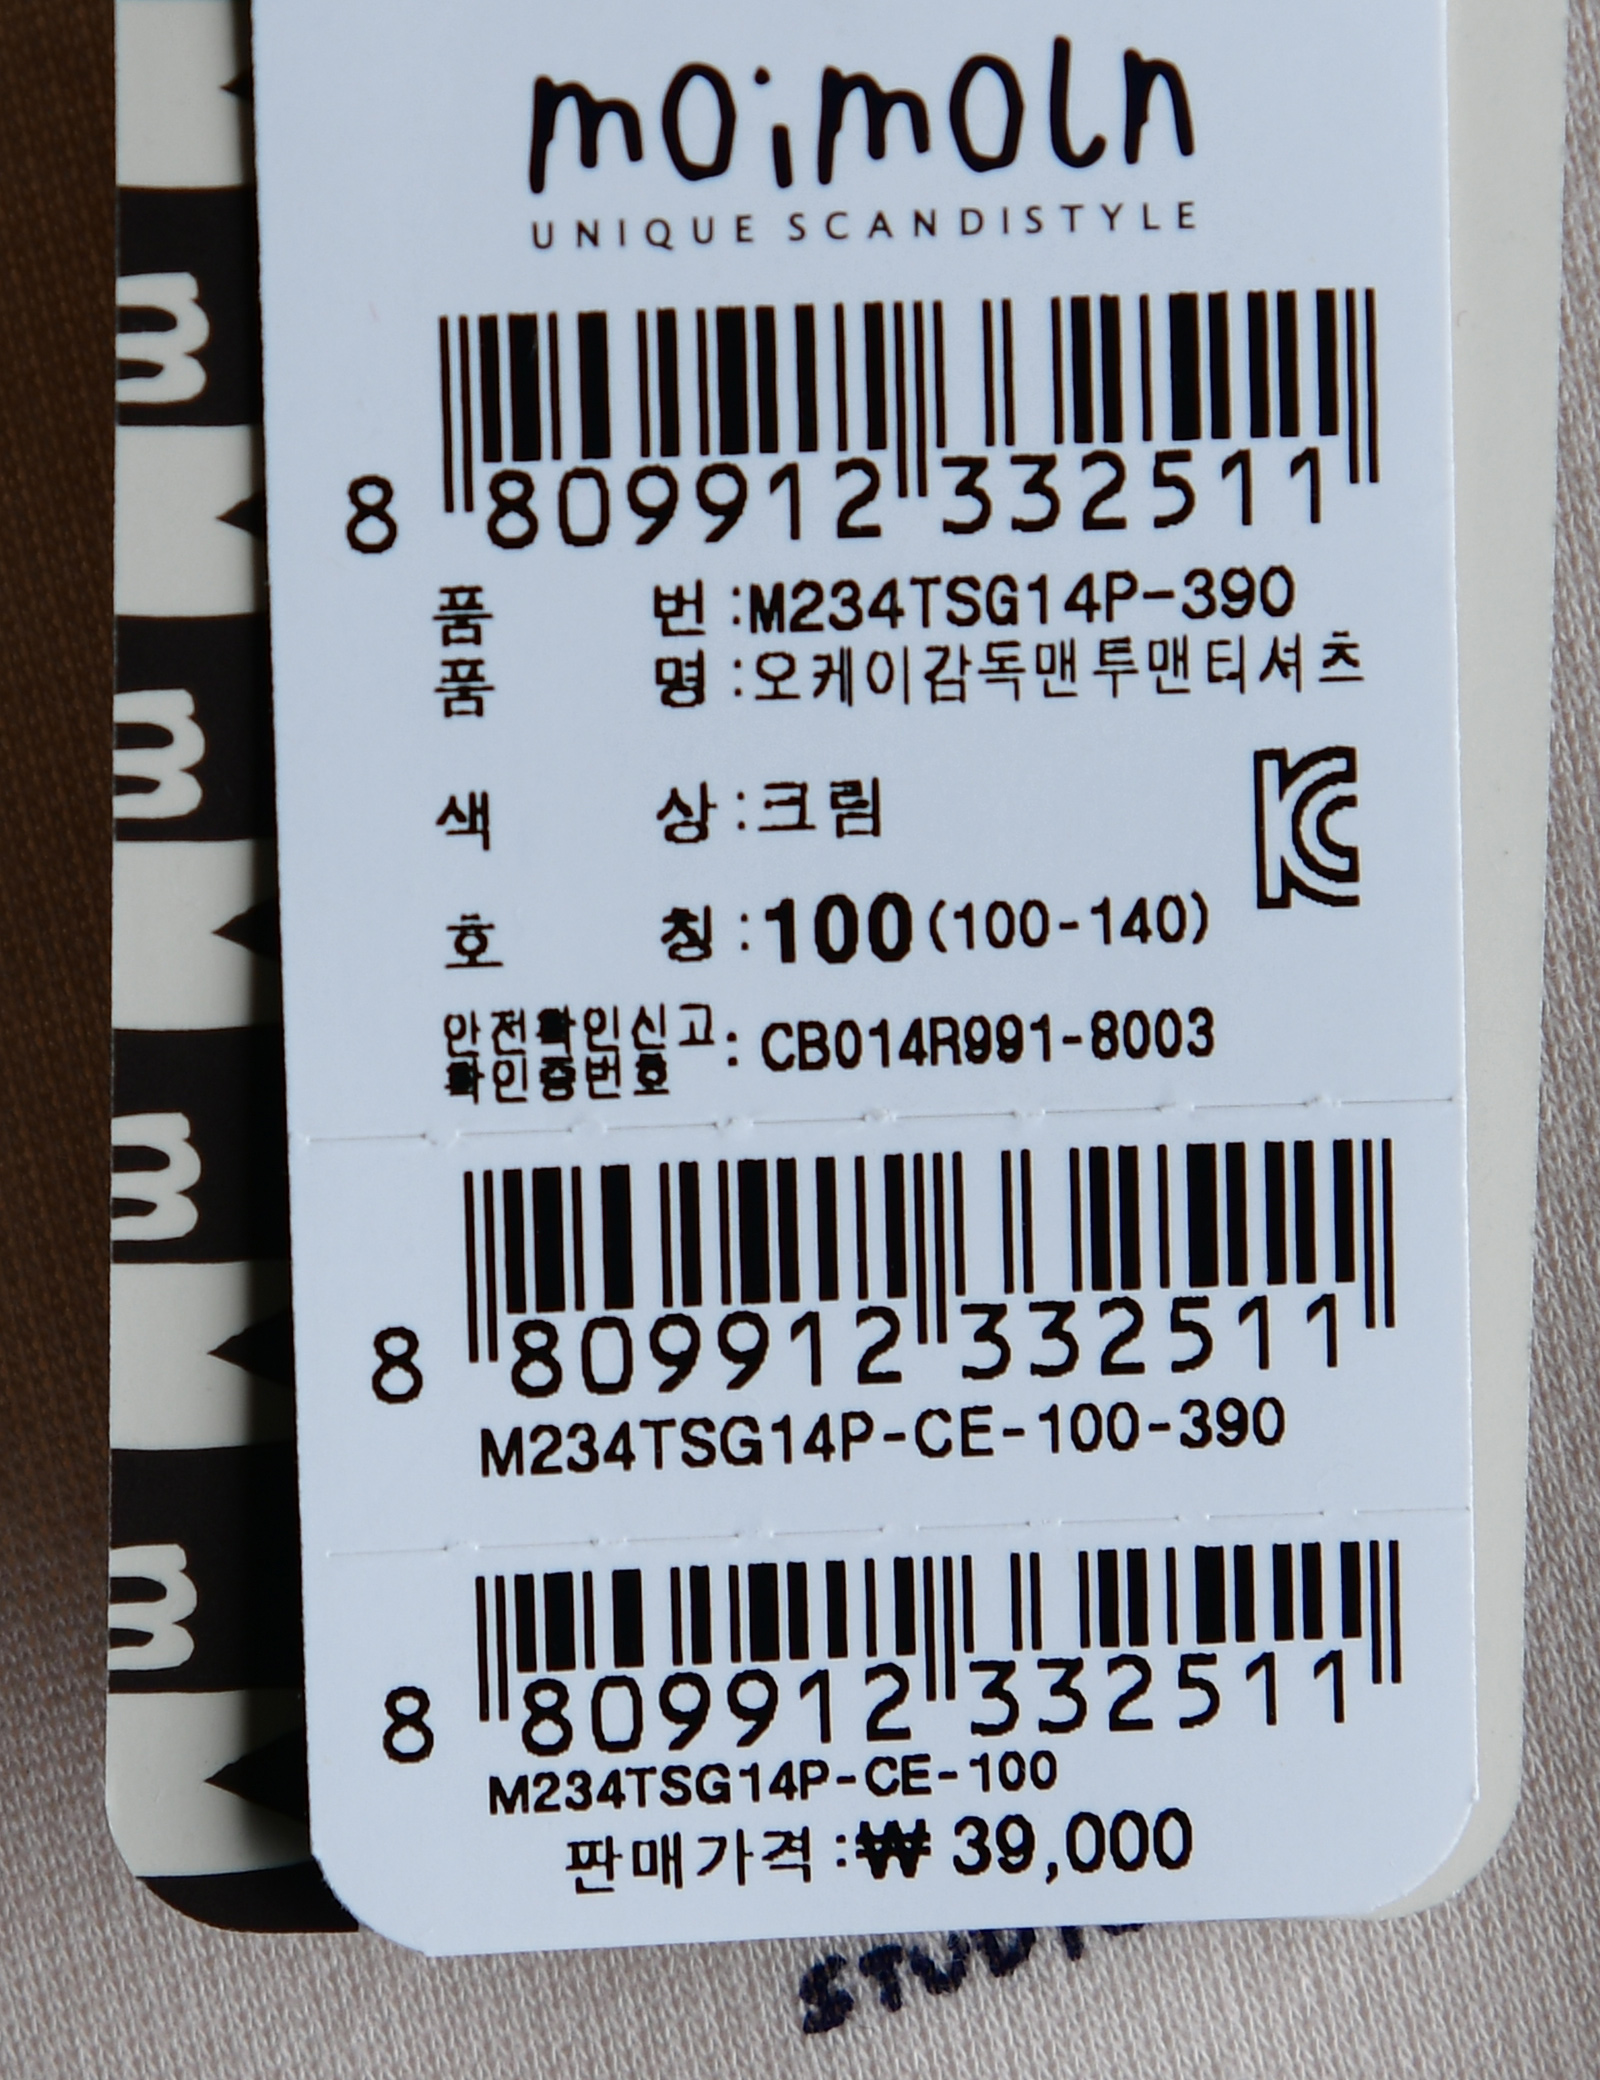 moimoln
UNIQUE SCANDISTYLE
8 809912 332511
품 번 :M234TSG14P-390
품 명 :오케이감독맨투맨티셔츠
색 상 :크림
호 칭 :100(100-140)
안전확인신고 확인증번호 : CB014R991-8003
8 809912 332511
M234TSG14P-CE-100-390
8 809912 332511
M234TSG14P-CE-100
판매가격 :₩ 39,000